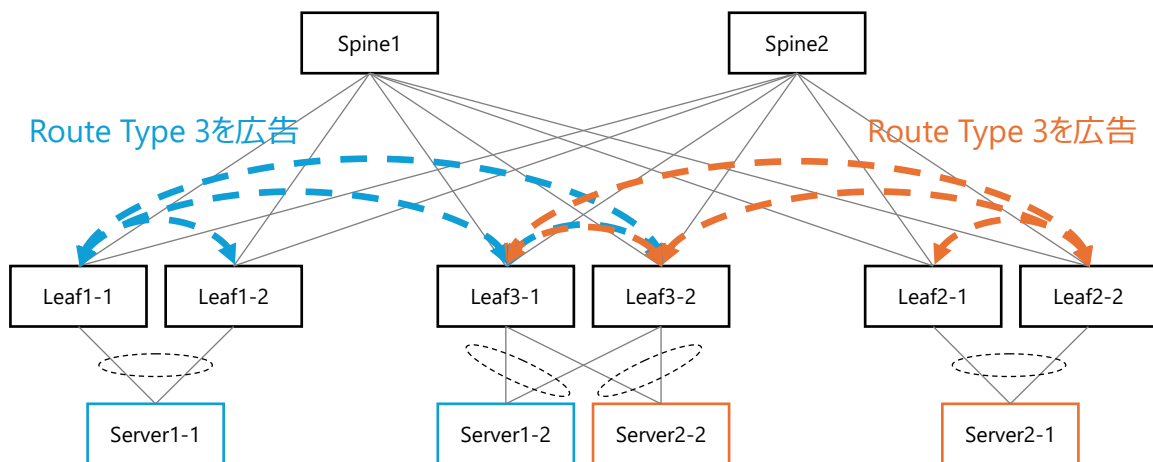 Spine1
Spine2
Route Type 3を広告
Route Type 3を広告
Leaf1-1
Leaf1-2
Leaf3-1
Leaf3-2
Leaf2-1
Leaf2-2
Server1-1
Server1-2
Server2-2
Server2-1